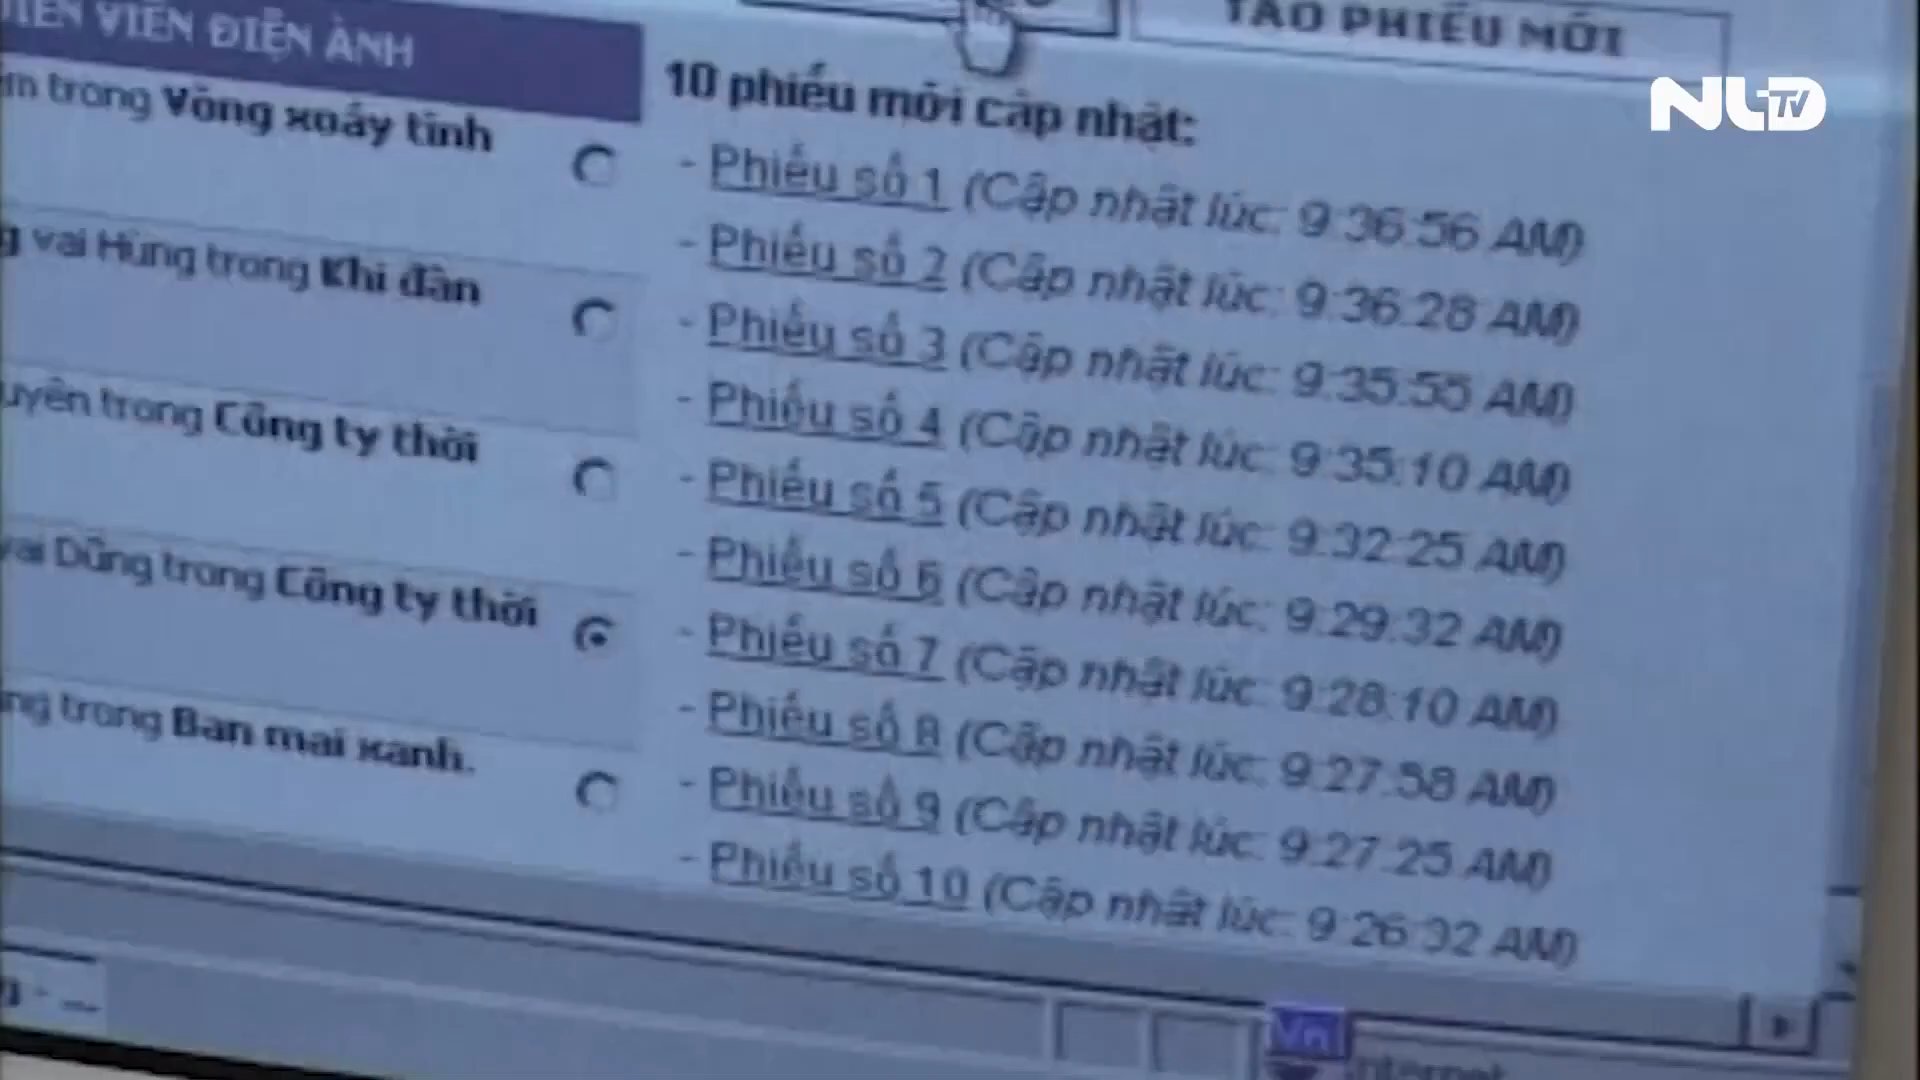 TẠO PHIẾU MỚI
NLD TV
VIÊN ĐIỆN ẢNH
trong Vòng xoáy tình
vai Hùng trong Khi đàn
trong Công ty thời
vai Dũng trong Công ty thời
trong Ban mai xanh.
10 phiếu mới cập nhật:
- Phiếu số 1 (Cập nhật lúc: 9:36:56 AM)
- Phiếu số 2 (Cập nhật lúc: 9:36:28 AM)
- Phiếu số 3 (Cập nhật lúc: 9:35:55 AM)
- Phiếu số 4 (Cập nhật lúc: 9:35:10 AM)
- Phiếu số 5 (Cập nhật lúc: 9:32:25 AM)
- Phiếu số 6 (Cập nhật lúc: 9:29:32 AM)
- Phiếu số 7 (Cập nhật lúc: 9:28:10 AM)
- Phiếu số 8 (Cập nhật lúc: 9:27:58 AM)
- Phiếu số 9 (Cập nhật lúc: 9:27:25 AM)
- Phiếu số 10 (Cập nhật lúc: 9:26:32 AM)
Vn
Internet